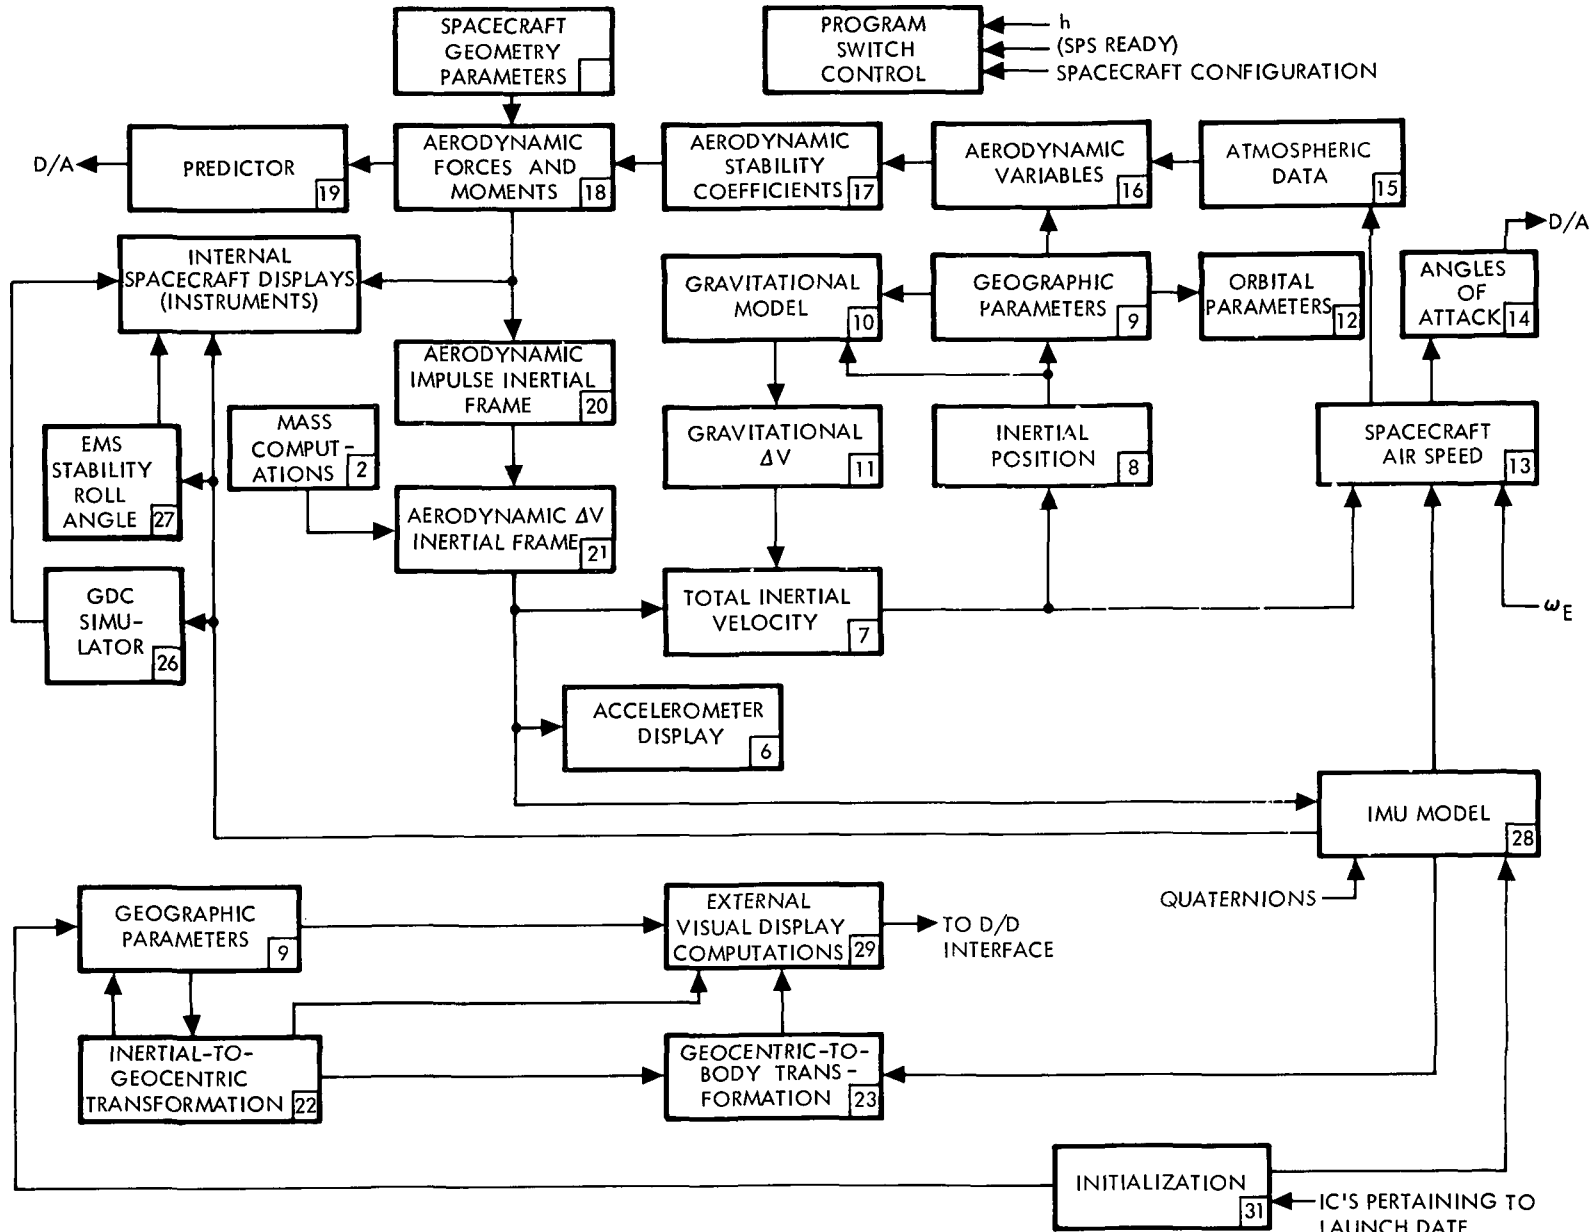 SPACECRAFT
GEOMETRY
PARAMETERS
PROGRAM
SWITCH
CONTROL
h
(SPS READY)
SPACECRAFT CONFIGURATION
D/A
PREDICTOR
19
AERODYNAMIC
FORCES AND
MOMENTS
18
AERODYNAMIC
STABILITY
COEFFICIENTS
17
AERODYNAMIC
VARIABLES
16
ATMOSPHERIC
DATA
15
D/A
INTERNAL
SPACECRAFT DISPLAYS
(INSTRUMENTS)
GRAVITATIONAL
MODEL
10
GEOGRAPHIC
PARAMETERS
9
ORBITAL
PARAMETERS
12
ANGLES
OF
ATTACK
14
AERODYNAMIC
IMPULSE INERTIAL
FRAME
20
EMS
STABILITY
ROLL
ANGLE
27
MASS
COMPUT-
ATIONS
2
GRAVITATIONAL
ΔV
11
INERTIAL
POSITION
8
SPACECRAFT
AIR SPEED
13
AERODYNAMIC ΔV
INERTIAL FRAME
21
GDC
SIMU-
LATOR
26
TOTAL INERTIAL
VELOCITY
7
ωE
ACCELEROMETER
DISPLAY
6
IMU MODEL
28
QUATERNIONS
GEOGRAPHIC
PARAMETERS
9
EXTERNAL
VISUAL DISPLAY
COMPUTATIONS
29
TO D/D
INTERFACE
INERTIAL-TO-
GEOCENTRIC
TRANSFORMATION
22
GEOCENTRIC-TO-
BODY TRANS-
FORMATION
23
INITIALIZATION
31
IC'S PERTAINING TO
LAUNCH DATE